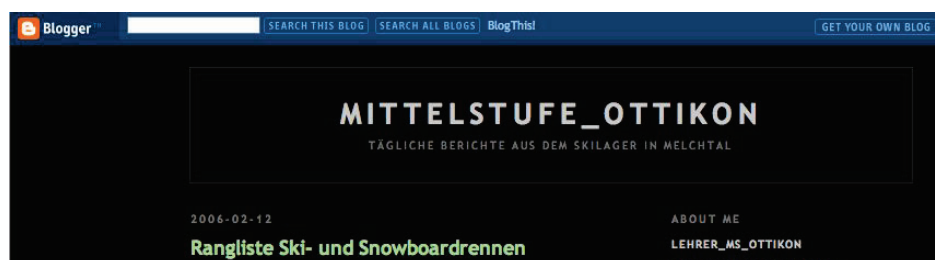 Blogger™ SEARCH THIS BLOG SEARCH ALL BLOGS BlogThis! GET YOUR OWN BLOG
MITTELSTUFE_OTTIKON
TÄGLICHE BERICHTE AUS DEM SKILAGER IN MELCHTAL
2006-02-12
Rangliste Ski- und Snowboardrennen
ABOUT ME
LEHRER_MS_OTTIKON